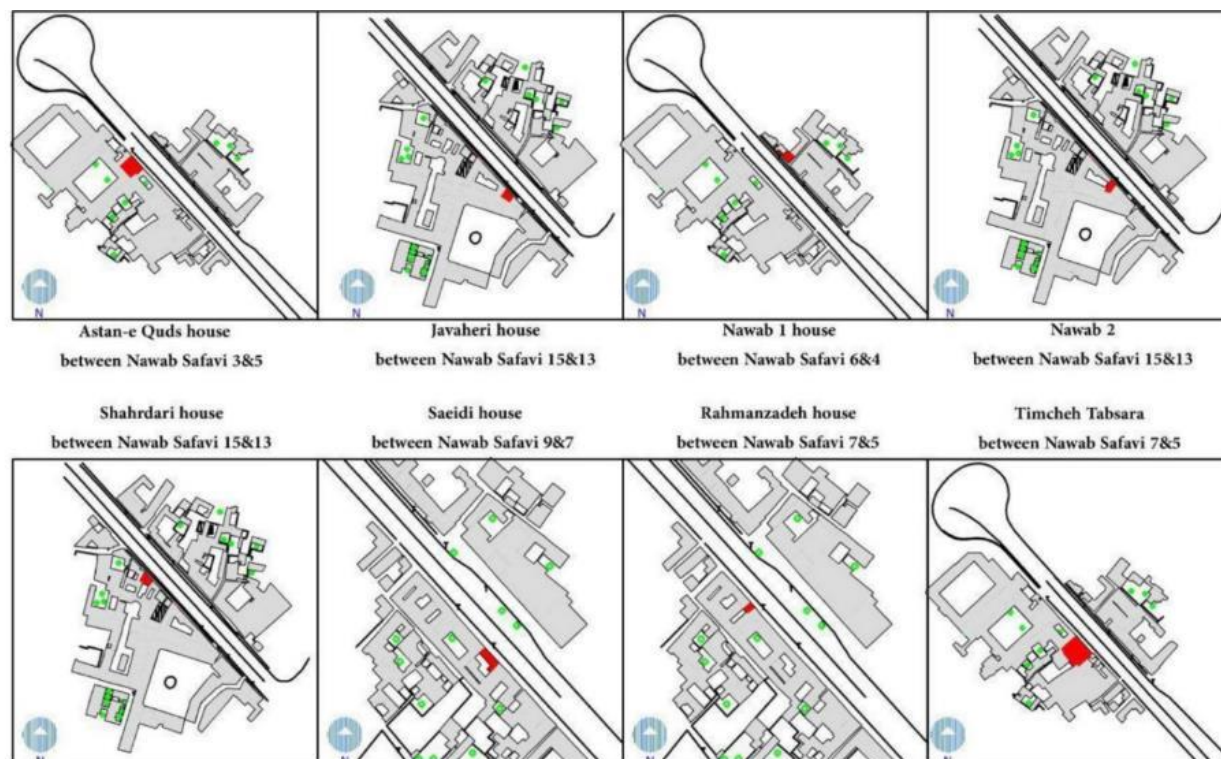 N
N
N
N
Astan-e Quds house
between Nawab Safavi 3&5
Javaheri house
between Nawab Safavi 15&13
Nawab 1 house
between Nawab Safavi 6&4
Nawab 2
between Nawab Safavi 15&13
Shahrdari house
between Nawab Safavi 15&13
Saeidi house
between Nawab Safavi 9&7
Rahmanzadeh house
between Nawab Safavi 7&5
Timcheh Tabsara
between Nawab Safavi 7&5
N
N
N
N